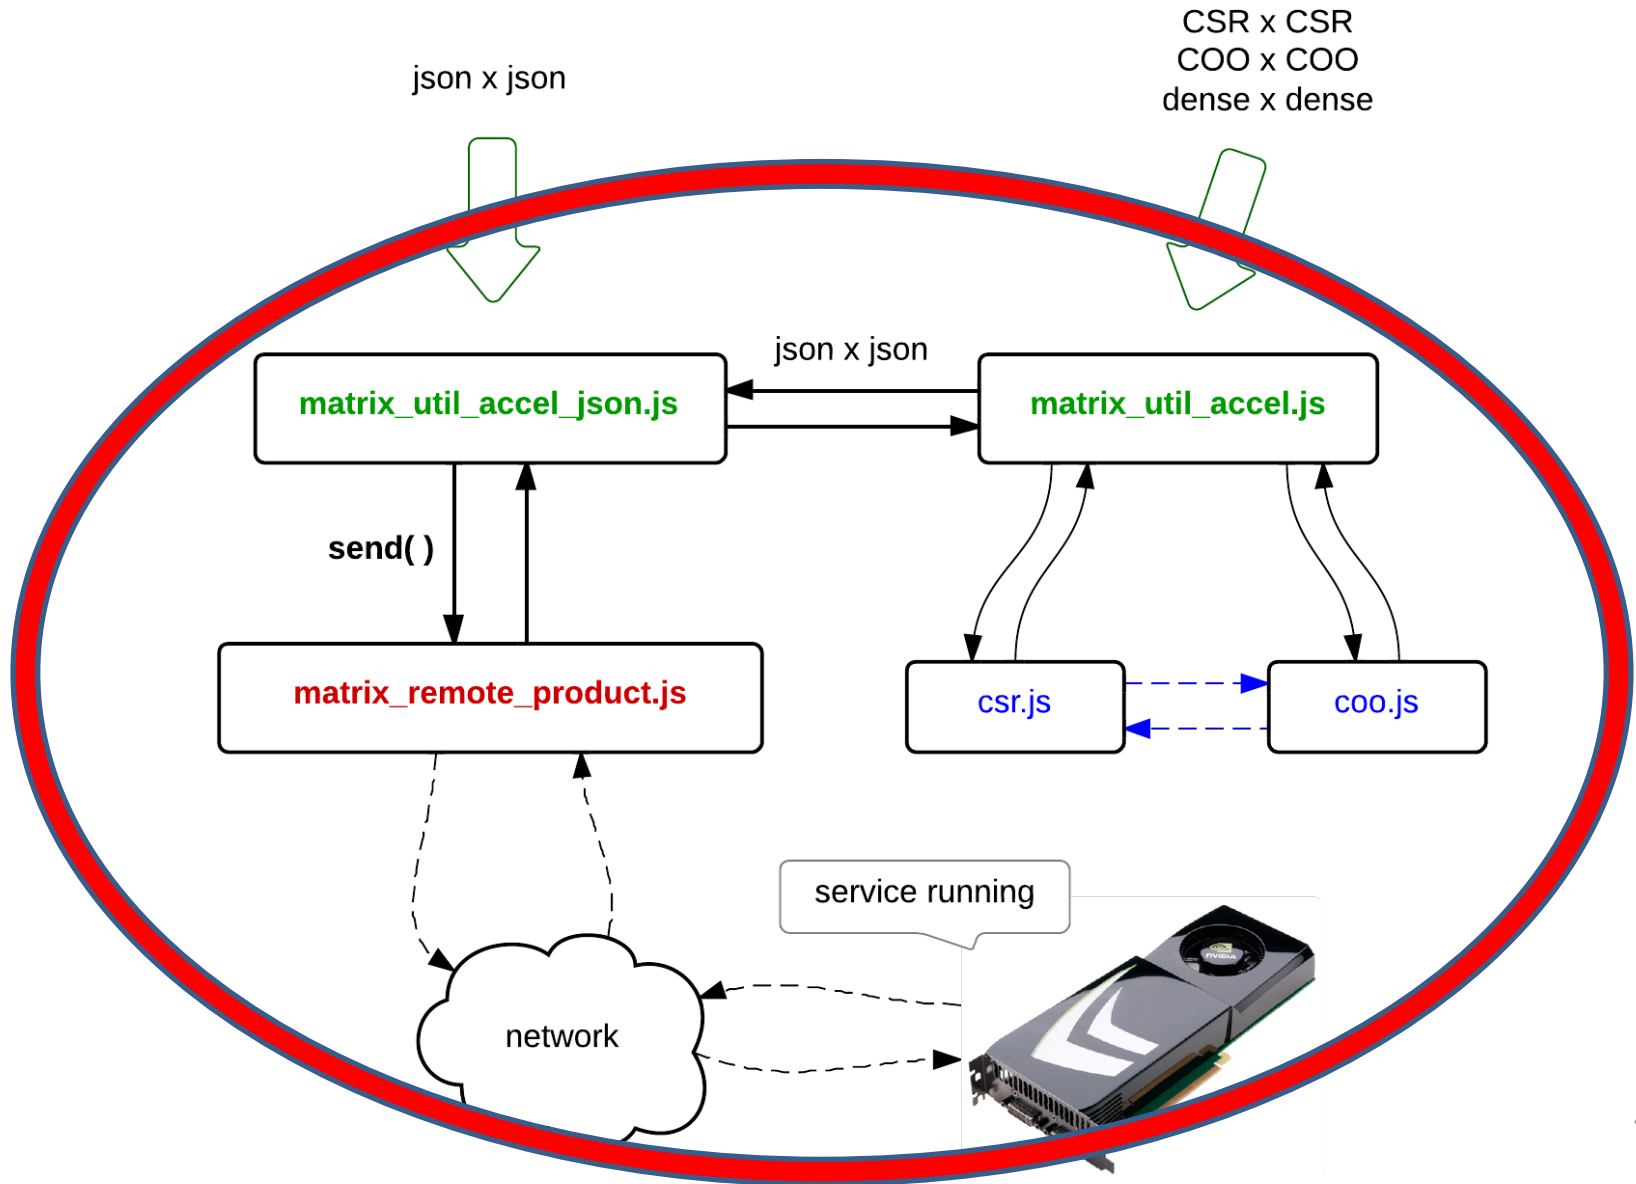 CSR x CSR
COO x COO
dense x dense
json x json
json x json
matrix_util_accel_json.js
matrix_util_accel.js
send( )
matrix_remote_product.js
csr.js
coo.js
service running
nVIDIA
network